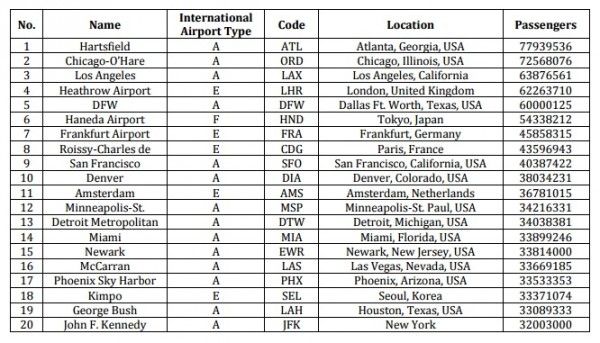 No. Name International Airport Type Code Location Passengers
1 Hartsfield A ATL Atlanta, Georgia, USA 77939536
2 Chicago-O'Hare A ORD Chicago, Illinois, USA 72568076
3 Los Angeles A LAX Los Angeles, California 63876561
4 Heathrow Airport E LHR London, United Kingdom 62263710
5 DFW A DFW Dallas Ft. Worth, Texas, USA 60000125
6 Haneda Airport F HND Tokyo, Japan 54338212
7 Frankfurt Airport E FRA Frankfurt, Germany 45858315
8 Roissy-Charles de E CDG Paris, France 43596943
9 San Francisco A SFO San Francisco, California, USA 40387422
10 Denver A DIA Denver, Colorado, USA 38034231
11 Amsterdam E AMS Amsterdam, Netherlands 36781015
12 Minneapolis-St. A MSP Minneapolis-St. Paul, USA 34216331
13 Detroit Metropolitan A DTW Detroit, Michigan, USA 34038381
14 Miami A MIA Miami, Florida, USA 33899246
15 Newark A EWR Newark, New Jersey, USA 33814000
16 McCarran A LAS Las Vegas, Nevada, USA 33669185
17 Phoenix Sky Harbor A PHX Phoenix, Arizona, USA 33533353
18 Kimpo E SEL Seoul, Korea 33371074
19 George Bush A LAH Houston, Texas, USA 33089333
20 John F. Kennedy A JFK New York 32003000